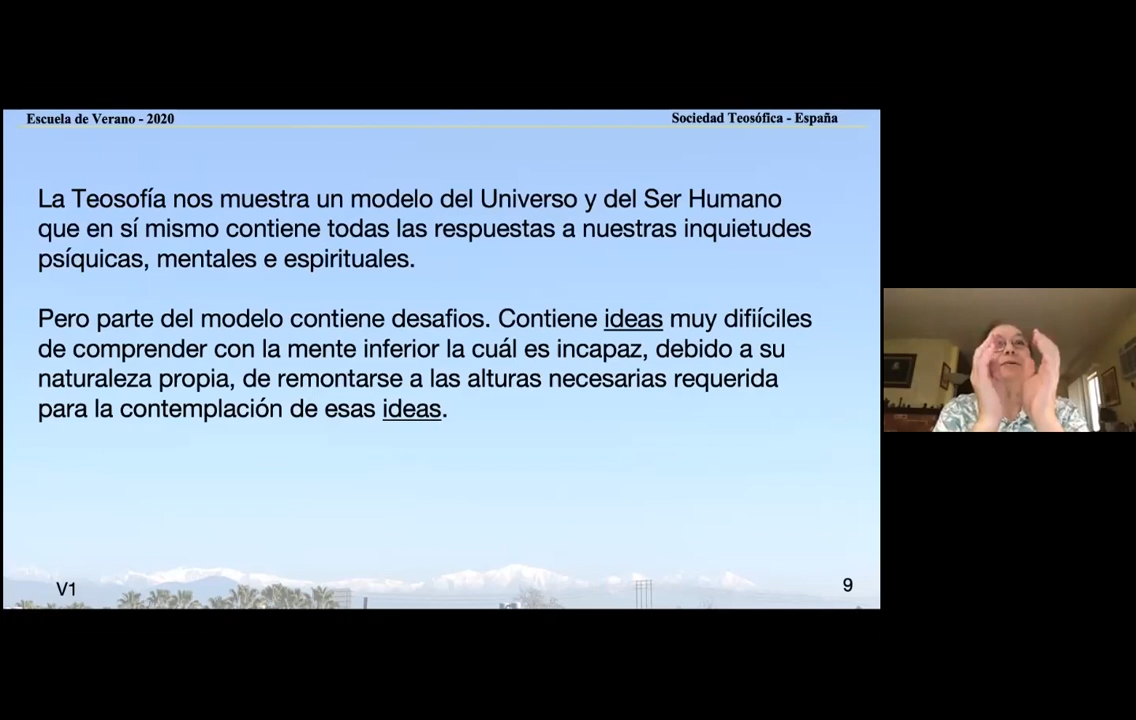 Escuela de Verano - 2020
Sociedad Teosófica - España
La Teosofía nos muestra un modelo del Universo y del Ser Humano
que en sí mismo contiene todas las respuestas a nuestras inquietudes
psíquicas, mentales e espirituales.
Pero parte del modelo contiene desafios. Contiene ideas muy difiíciles
de comprender con la mente inferior la cuál es incapaz, debido a su
naturaleza propia, de remontarse a las alturas necesarias requerida
para la contemplación de esas ideas.
V1
9